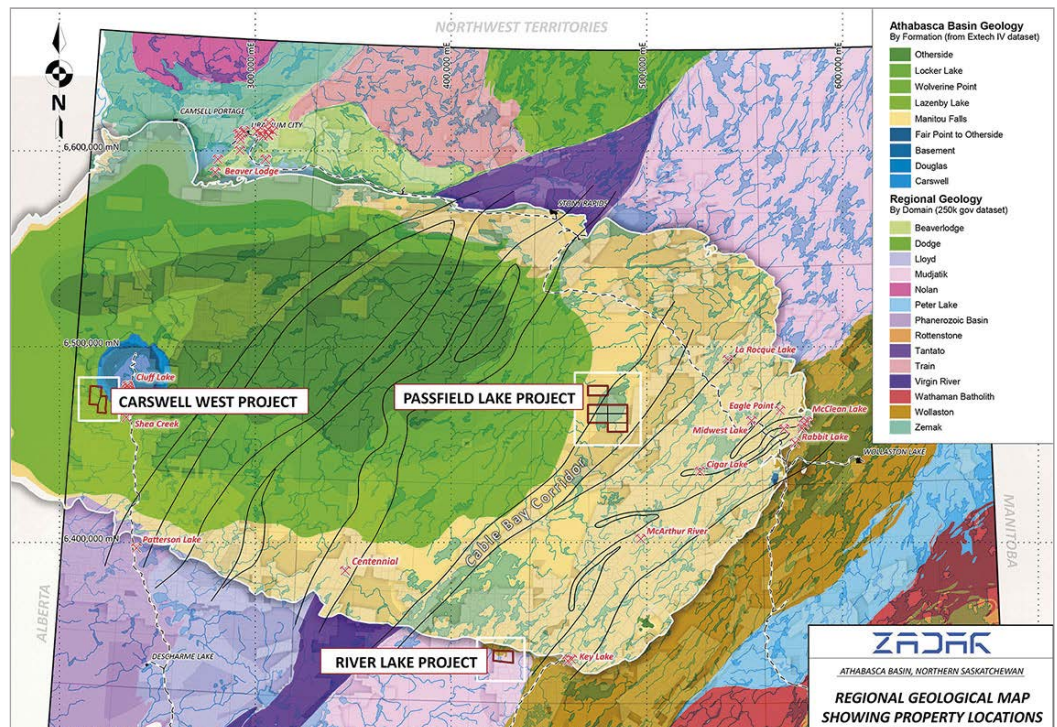 NORTHWEST TERRITORIES
N
300,000 mE
400,000 mE
500,000 mE
600,000 mE
CAMSELL PORTAGE
URANIUM CITY
6,600,000 mN
Beaver Lodge
STONY RAPIDS
6,500,000 mN
Cluff Lake
CARSWELL WEST PROJECT
Shea Creek
PASSFIELD LAKE PROJECT
La Rocque Lake
Eagle Point
McClean Lake
Midwest Lake
Rabbit Lake
WOLLASTON LAKE
Cigar Lake
Cable Bay Corridor
McArthur River
6,400,000 mN
Patterson Lake
Centennial
ALBERTA
MANITOBA
DESCHARME LAKE
RIVER LAKE PROJECT
Key Lake
Athabasca Basin Geology
By Formation (from Extech IV dataset)
Otherside
Locker Lake
Wolverine Point
Lazenby Lake
Manitou Falls
Fair Point to Otherside
Basement
Douglas
Carswell
Regional Geology
By Domain (250k gov dataset)
Beaverlodge
Dodge
Lloyd
Mudjatik
Nolan
Peter Lake
Phanerozoic Basin
Rottenstone
Tantato
Train
Virgin River
Wathaman Batholith
Wollaston
Zemak
ZADAR
ATHABASCA BASIN, NORTHERN SASKATCHEWAN
REGIONAL GEOLOGICAL MAP
SHOWING PROPERTY LOCATIONS